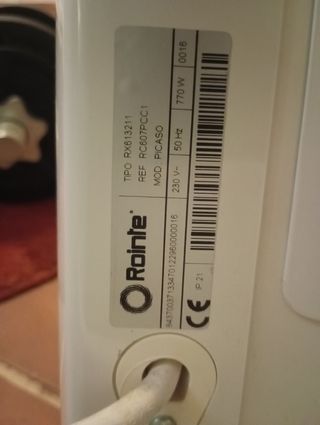 Rointe
TIPO RX613211
REF RC607PCC1
MOD PICASO
230 V~ 50 Hz 770 W 0016
CE IP 21